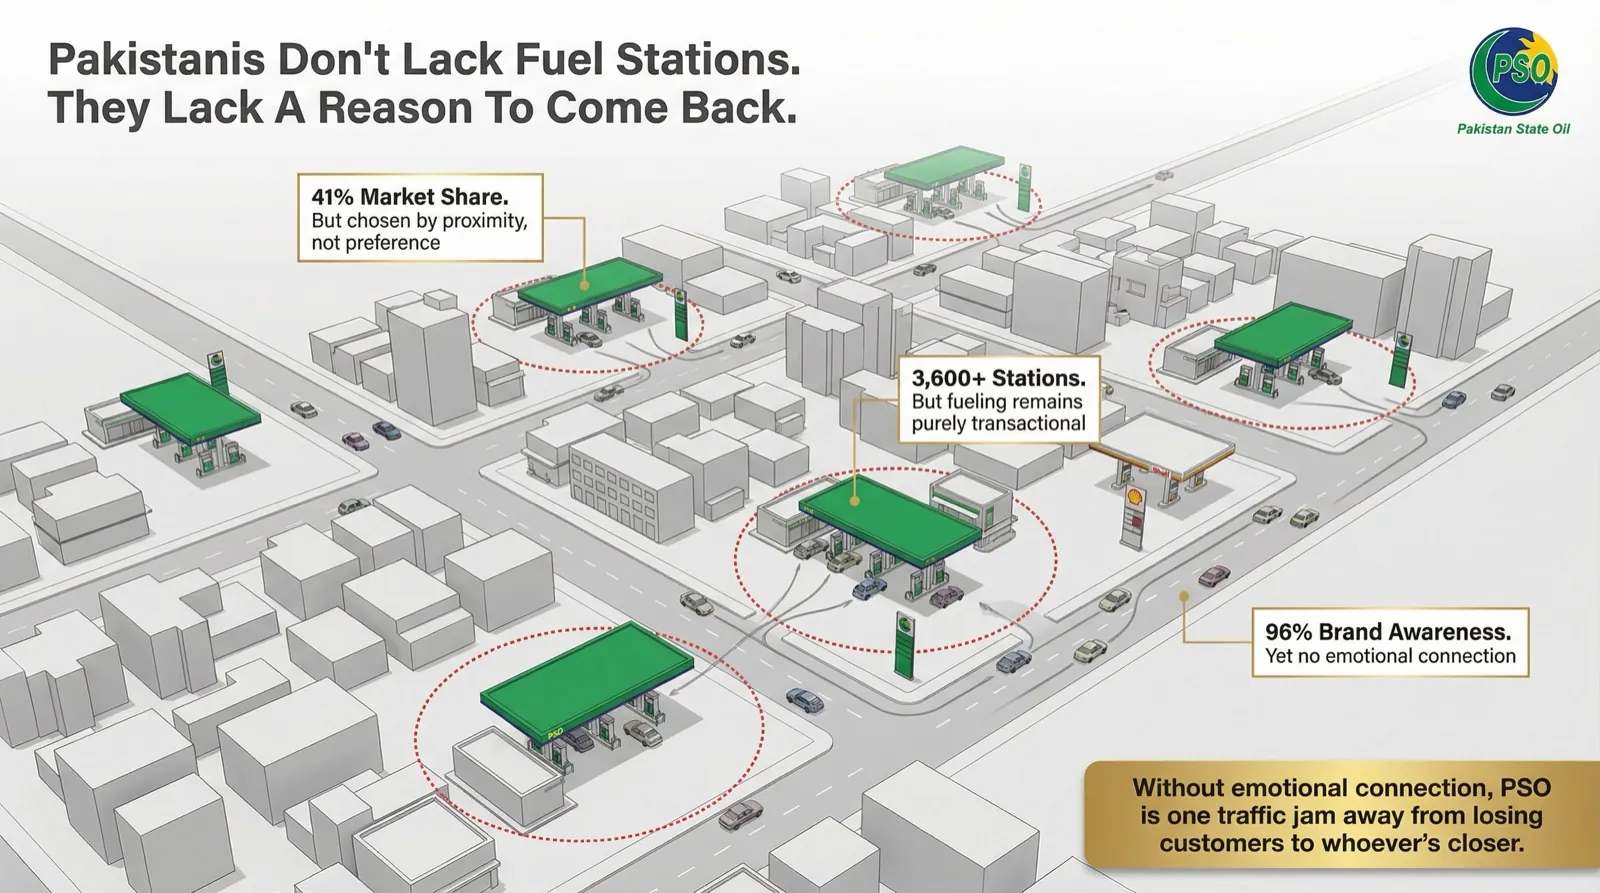 Pakistanis Don't Lack Fuel Stations.
They Lack A Reason To Come Back.
PSO
Pakistan State Oil
41% Market Share.
But chosen by proximity,
not preference
3,600+ Stations.
But fueling remains
purely transactional
Shell
96% Brand Awareness.
Yet no emotional connection
PSO
Without emotional connection, PSO
is one traffic jam away from losing
customers to whoever's closer.